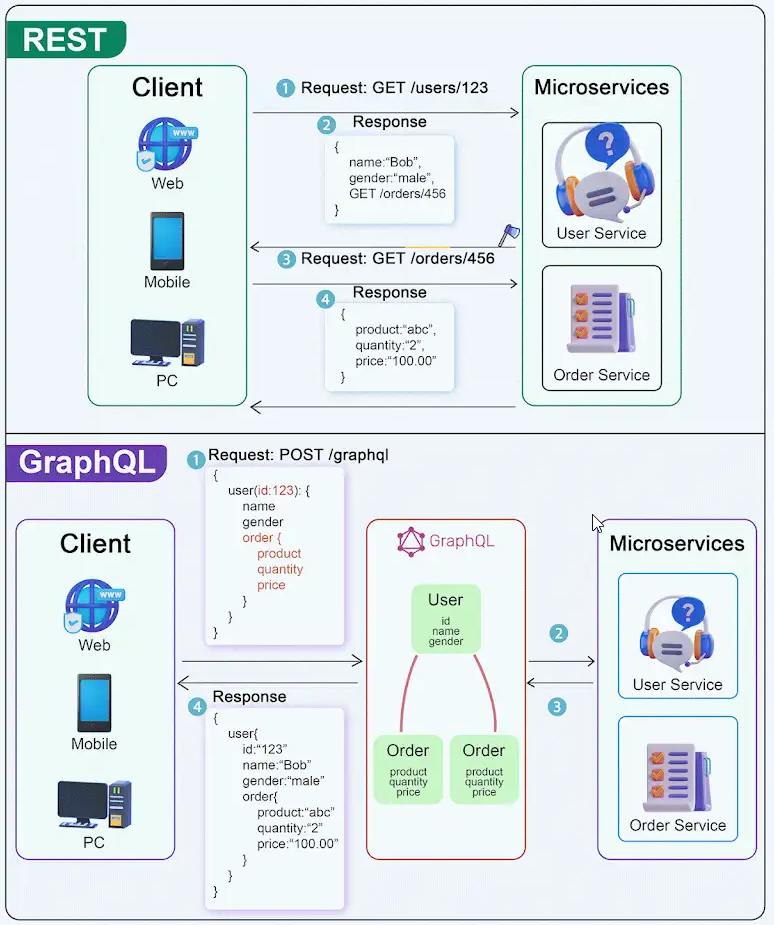 REST
Client
Web
Mobile
PC
1 Request: GET /users/123
2 Response
{
name:“Bob”,
gender:“male”,
GET /orders/456
}
3 Request: GET /orders/456
4 Response
{
product:“abc”,
quantity:“2”,
price:“100.00”
}
Microservices
?
User Service
Order Service
GraphQL
Client
WWW
Web
Mobile
PC
1 Request: POST /graphql
{
user(id:123): {
name
gender
order {
product
quantity
price
}
}
}
4 Response
{
user{
id:“123”
name:“Bob”
gender:“male”
order{
product:“abc”
quantity:“2”
price:“100.00”
}
}
}
GraphQL
User
id
name
gender
Order
product
quantity
price
Order
product
quantity
price
2
3
Microservices
?
User Service
Order Service